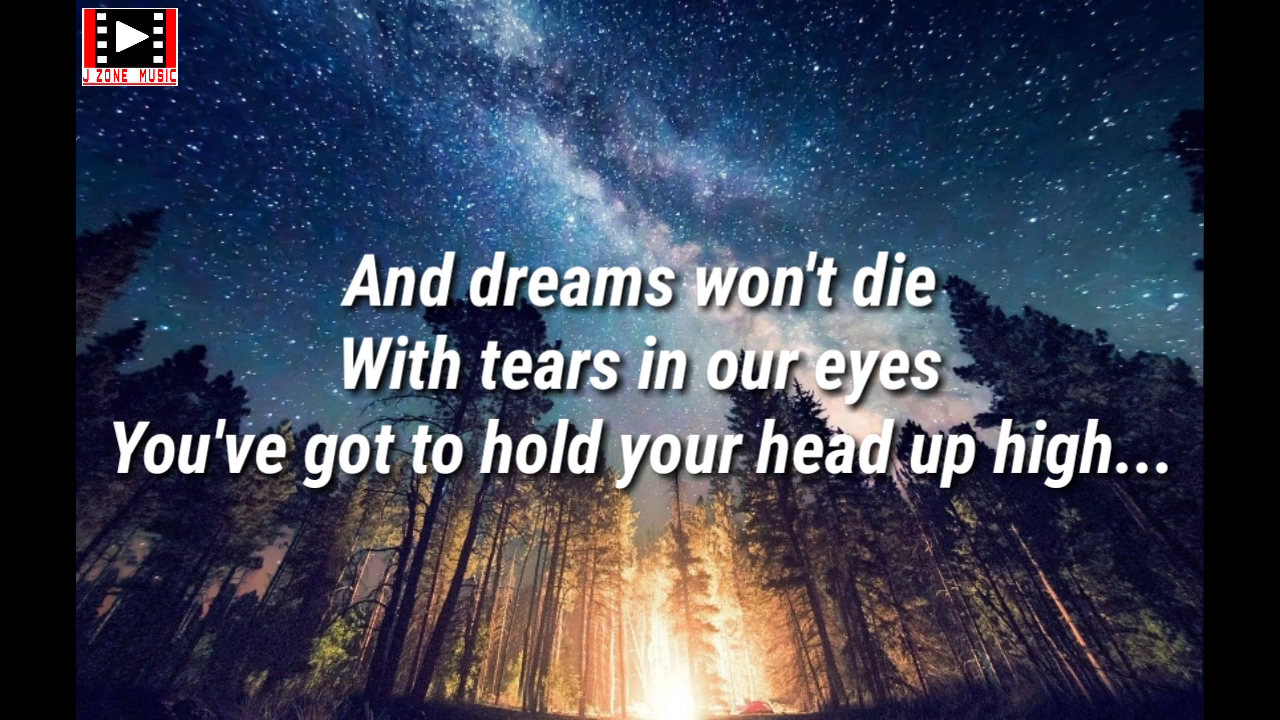 J ZONE MUSIC
And dreams won't die
With tears in our eyes
You've got to hold your head up high...